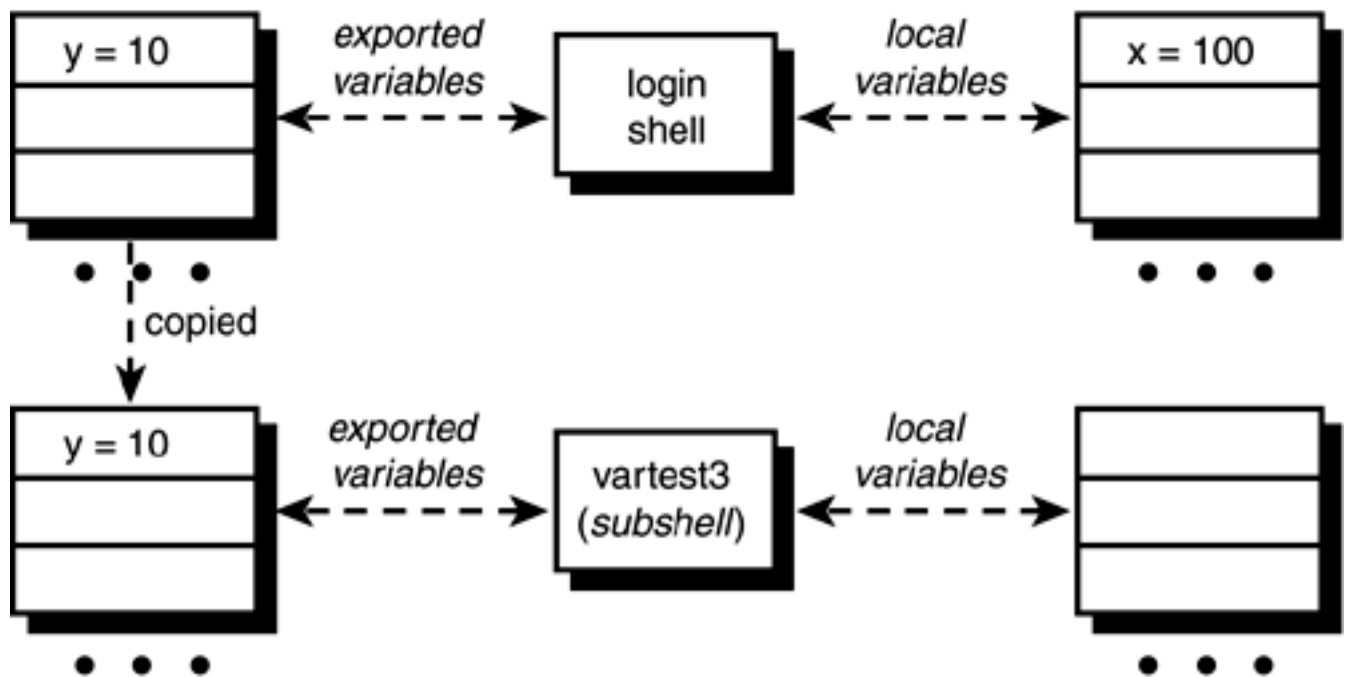 y = 10
exported
variables
login
shell
local
variables
x = 100
copied
y = 10
exported
variables
vartest3
(subshell)
local
variables